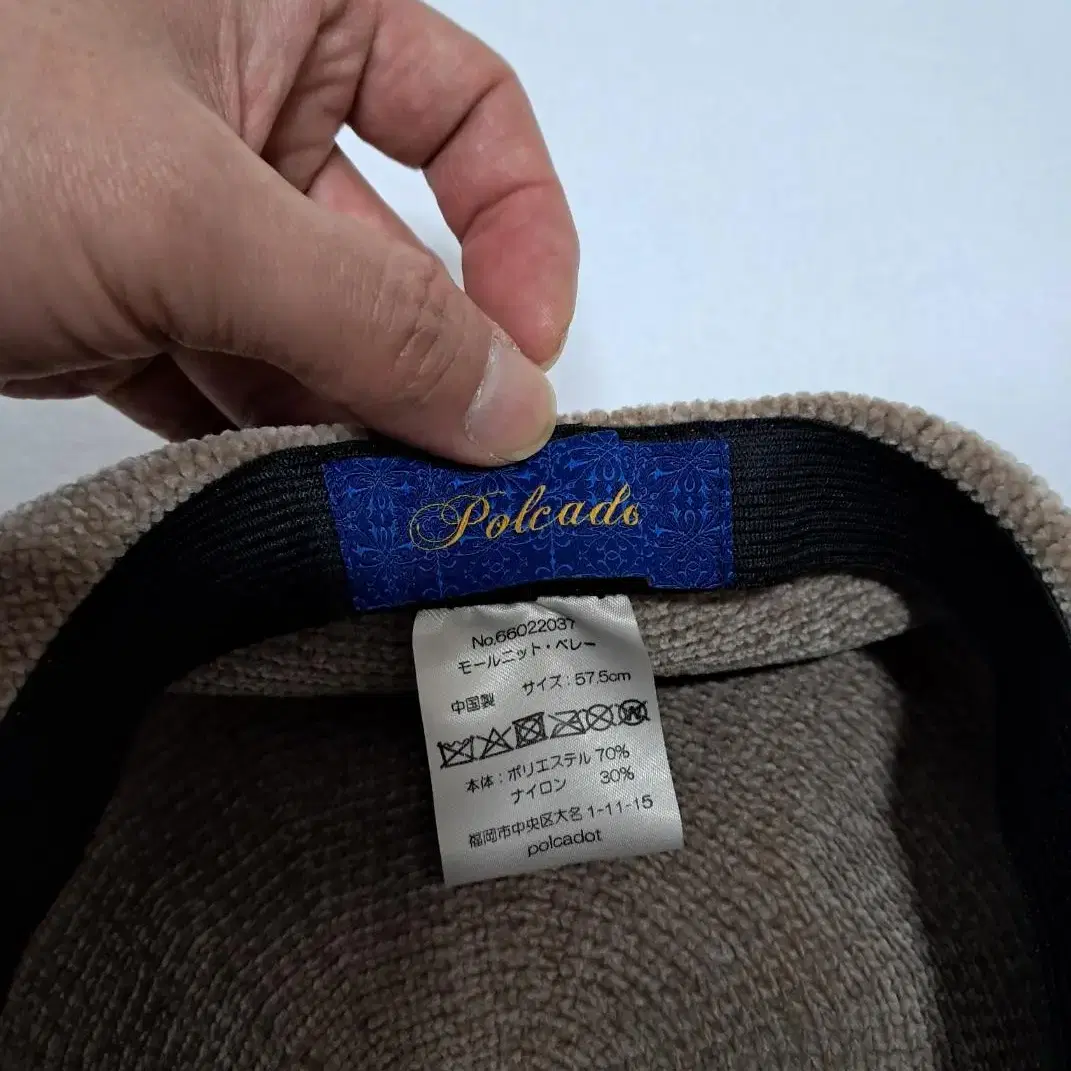 Polcado
No.66022037
モールニット・ベレー
中国製 サイズ:57.5cm
本体:ポリエステル 70%
ナイロン 30%
福岡市中央区大名1-11-15
polcadot